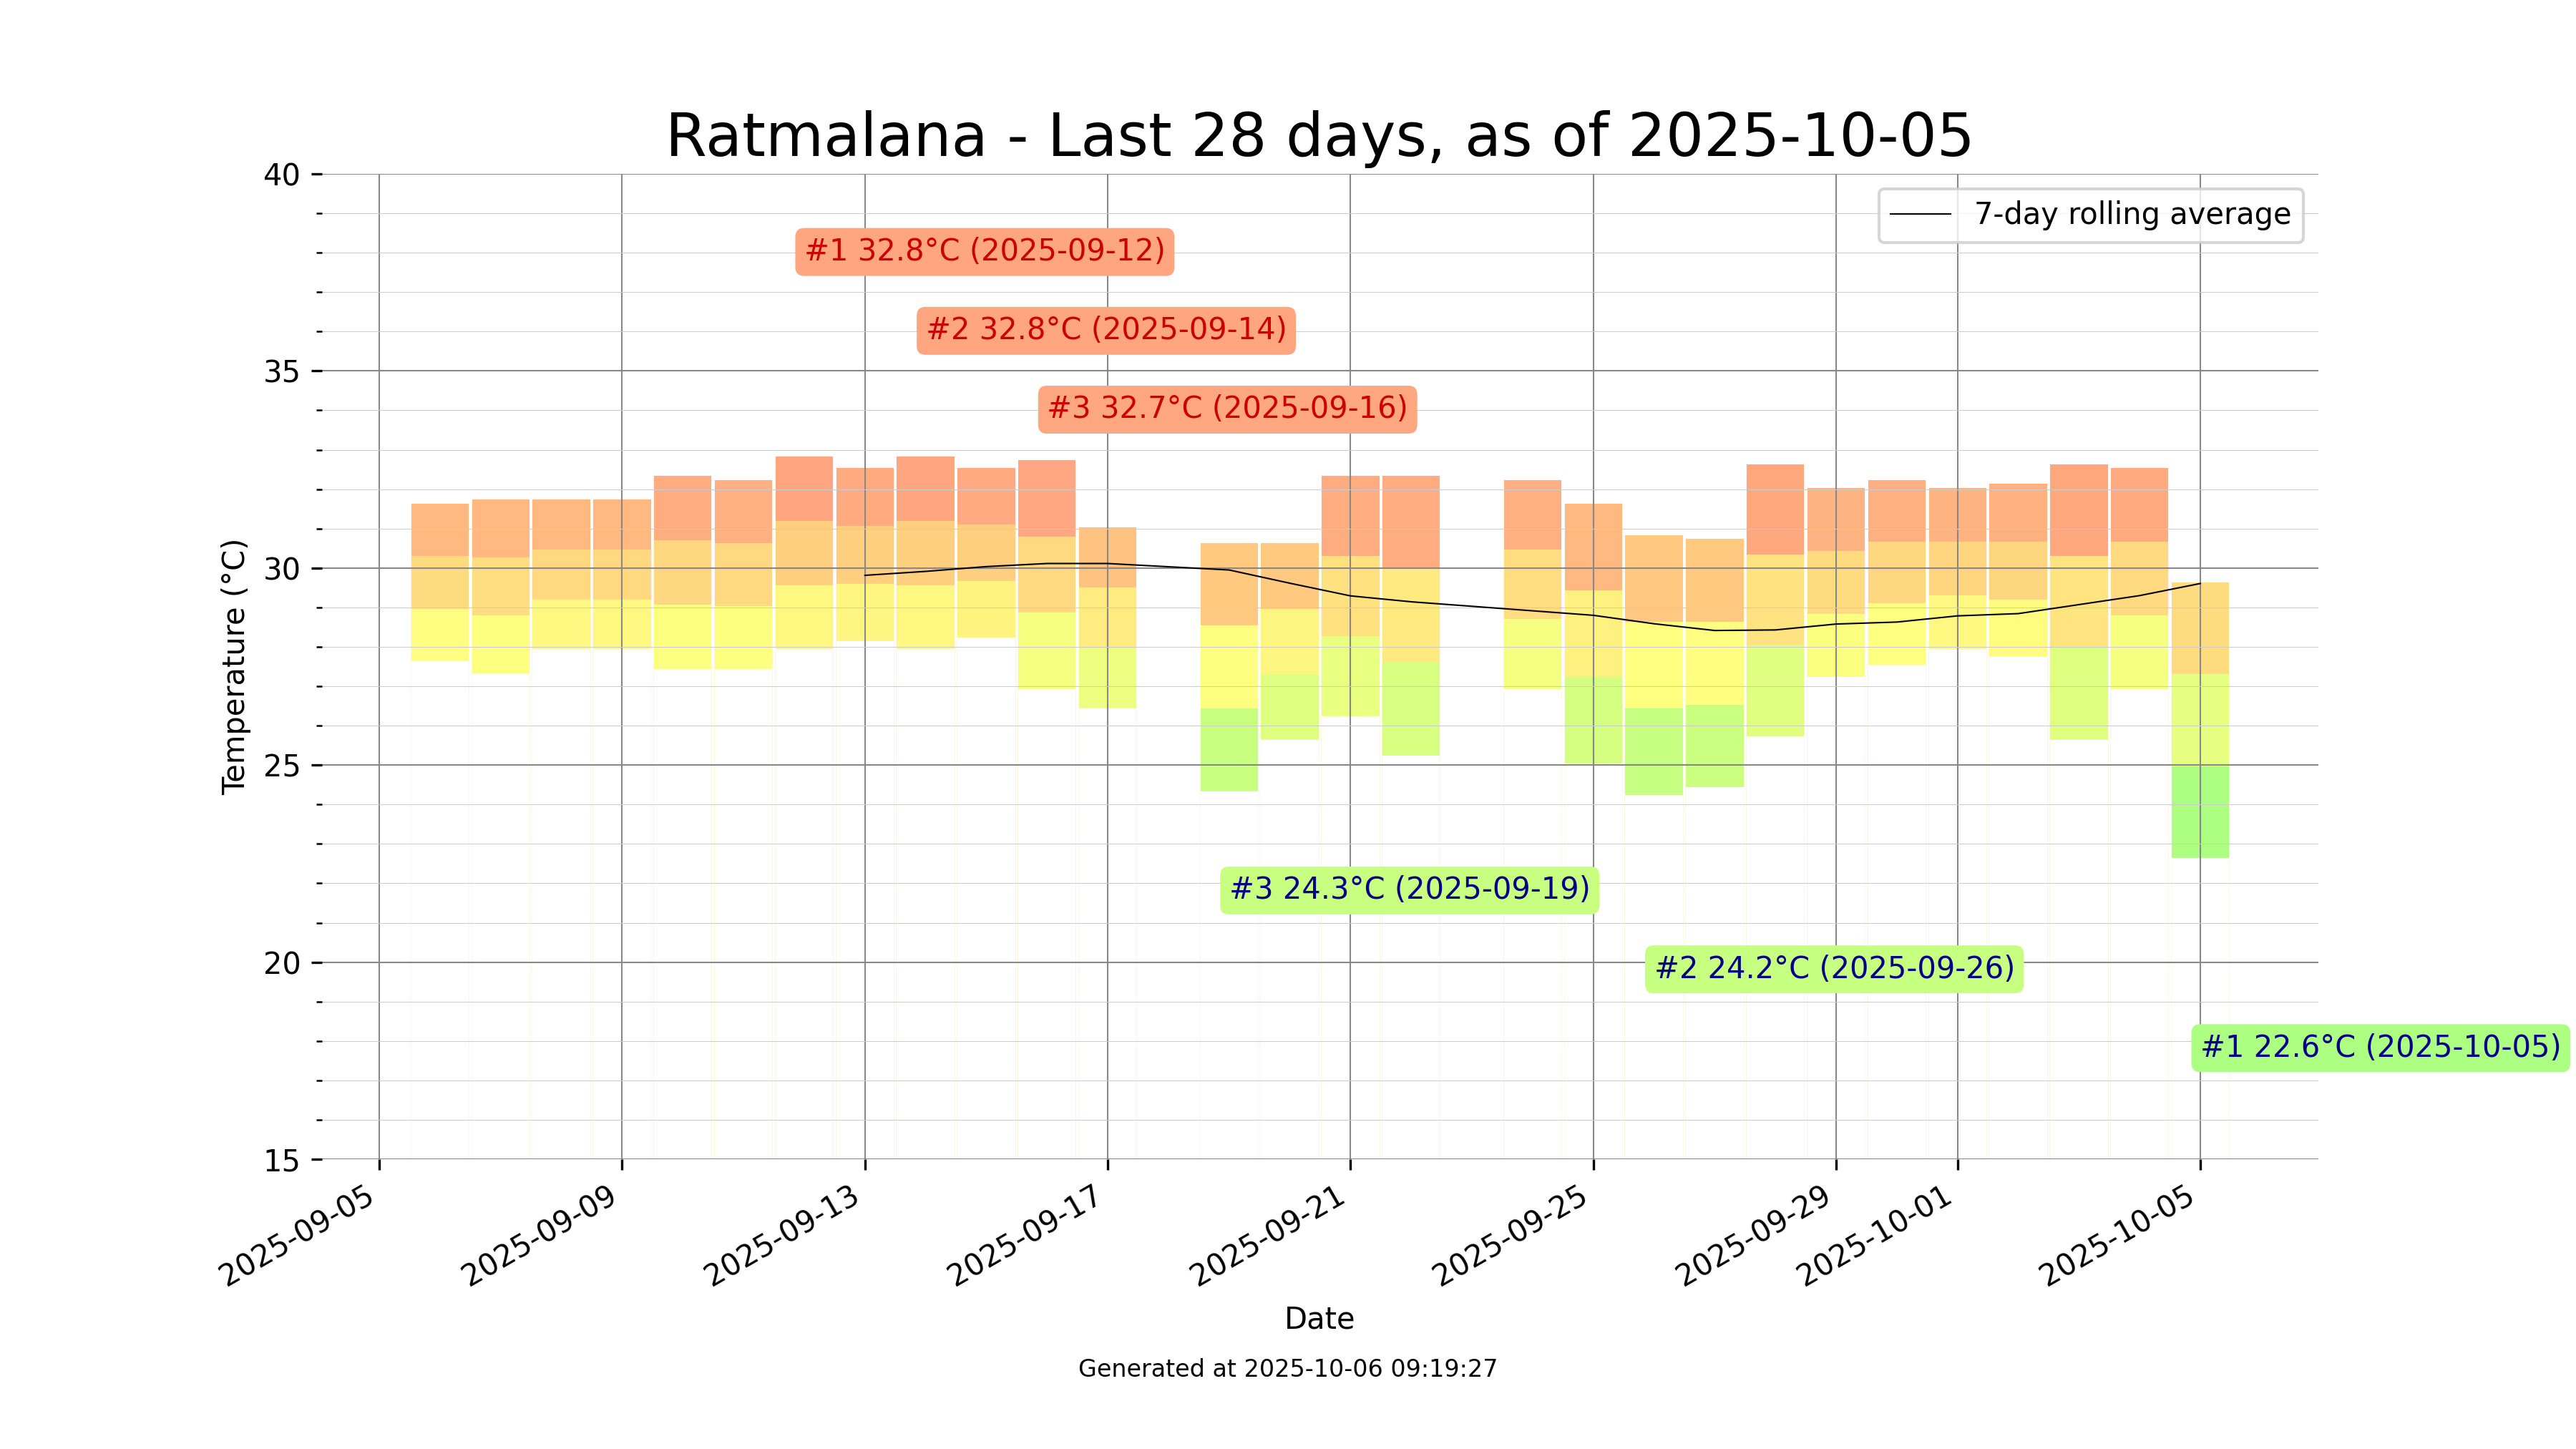 Ratmalana - Last 28 days, as of 2025-10-05
40
35
30
25
20
15
Temperature (°C)
7-day rolling average
#1 32.8°C (2025-09-12)
#2 32.8°C (2025-09-14)
#3 32.7°C (2025-09-16)
#3 24.3°C (2025-09-19)
#2 24.2°C (2025-09-26)
#1 22.6°C (2025-10-05)
2025-09-05
2025-09-09
2025-09-13
2025-09-17
2025-09-21
2025-09-25
2025-09-29
2025-10-01
2025-10-05
Date
Generated at 2025-10-06 09:19:27